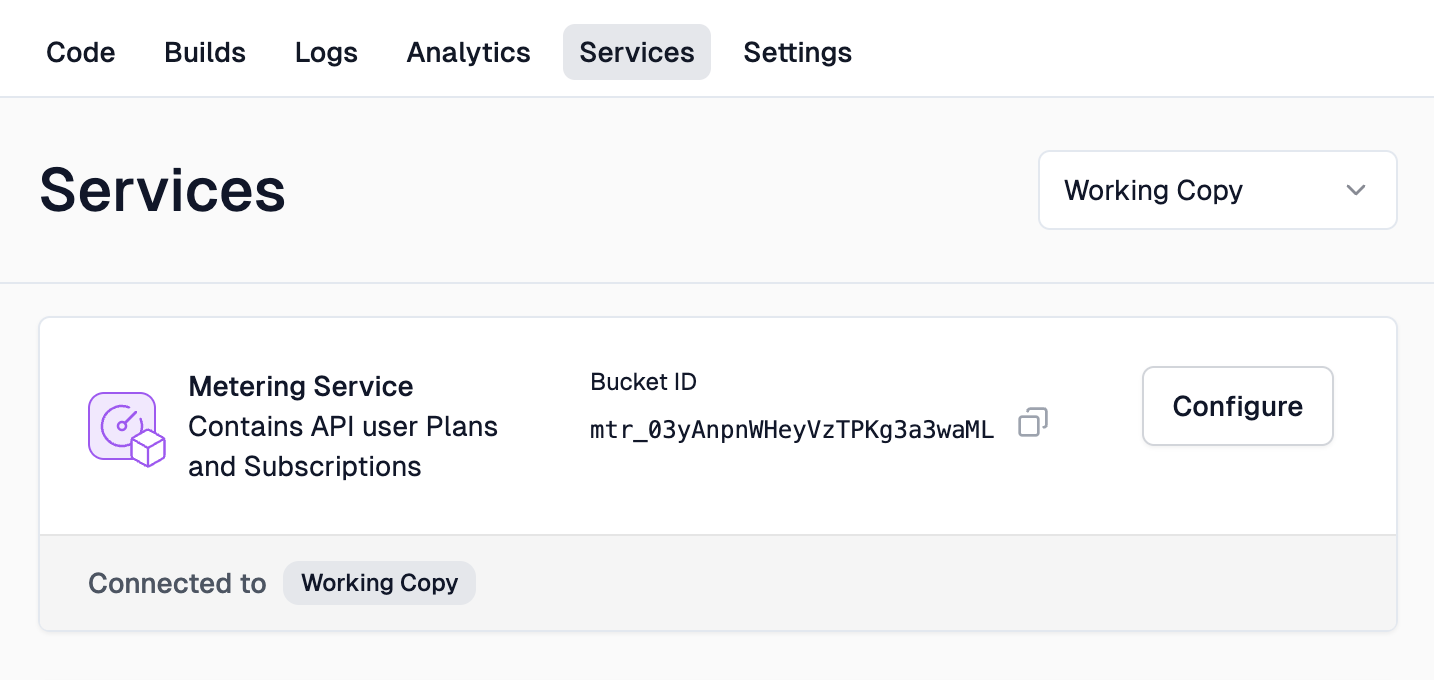 Code Builds Logs Analytics Services Settings
Services
Working Copy
Metering Service
Contains API user Plans
and Subscriptions
Bucket ID
mtr_03yAnpnWHeyVzTPKg3a3waML
Configure
Connected to Working Copy